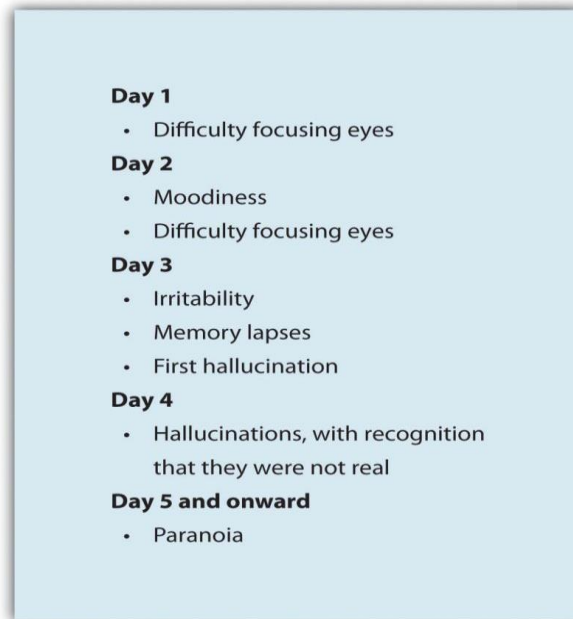 Day 1
• Difficulty focusing eyes
Day 2
• Moodiness
• Difficulty focusing eyes
Day 3
• Irritability
• Memory lapses
• First hallucination
Day 4
• Hallucinations, with recognition
that they were not real
Day 5 and onward
• Paranoia